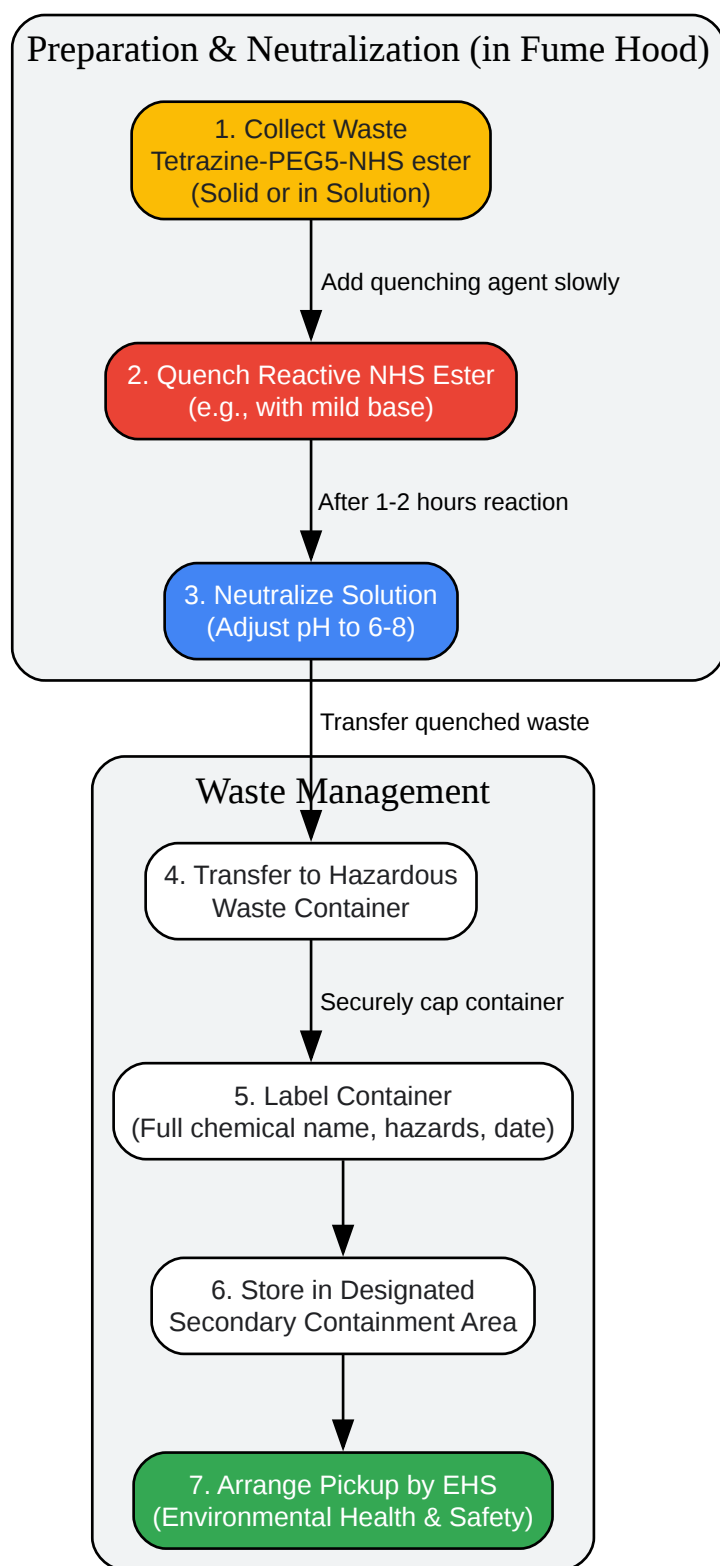 Preparation & Neutralization (in Fume Hood)
1. Collect Waste
Tetrazine-PEG5-NHS ester
(Solid or in Solution)
Add quenching agent slowly
2. Quench Reactive NHS Ester
(e.g., with mild base)
After 1-2 hours reaction
3. Neutralize Solution
(Adjust pH to 6-8)
Transfer quenched waste
Waste Management
4. Transfer to Hazardous
Waste Container
Securely cap container
5. Label Container
(Full chemical name, hazards, date)
6. Store in Designated
Secondary Containment Area
7. Arrange Pickup by EHS
(Environmental Health & Safety)